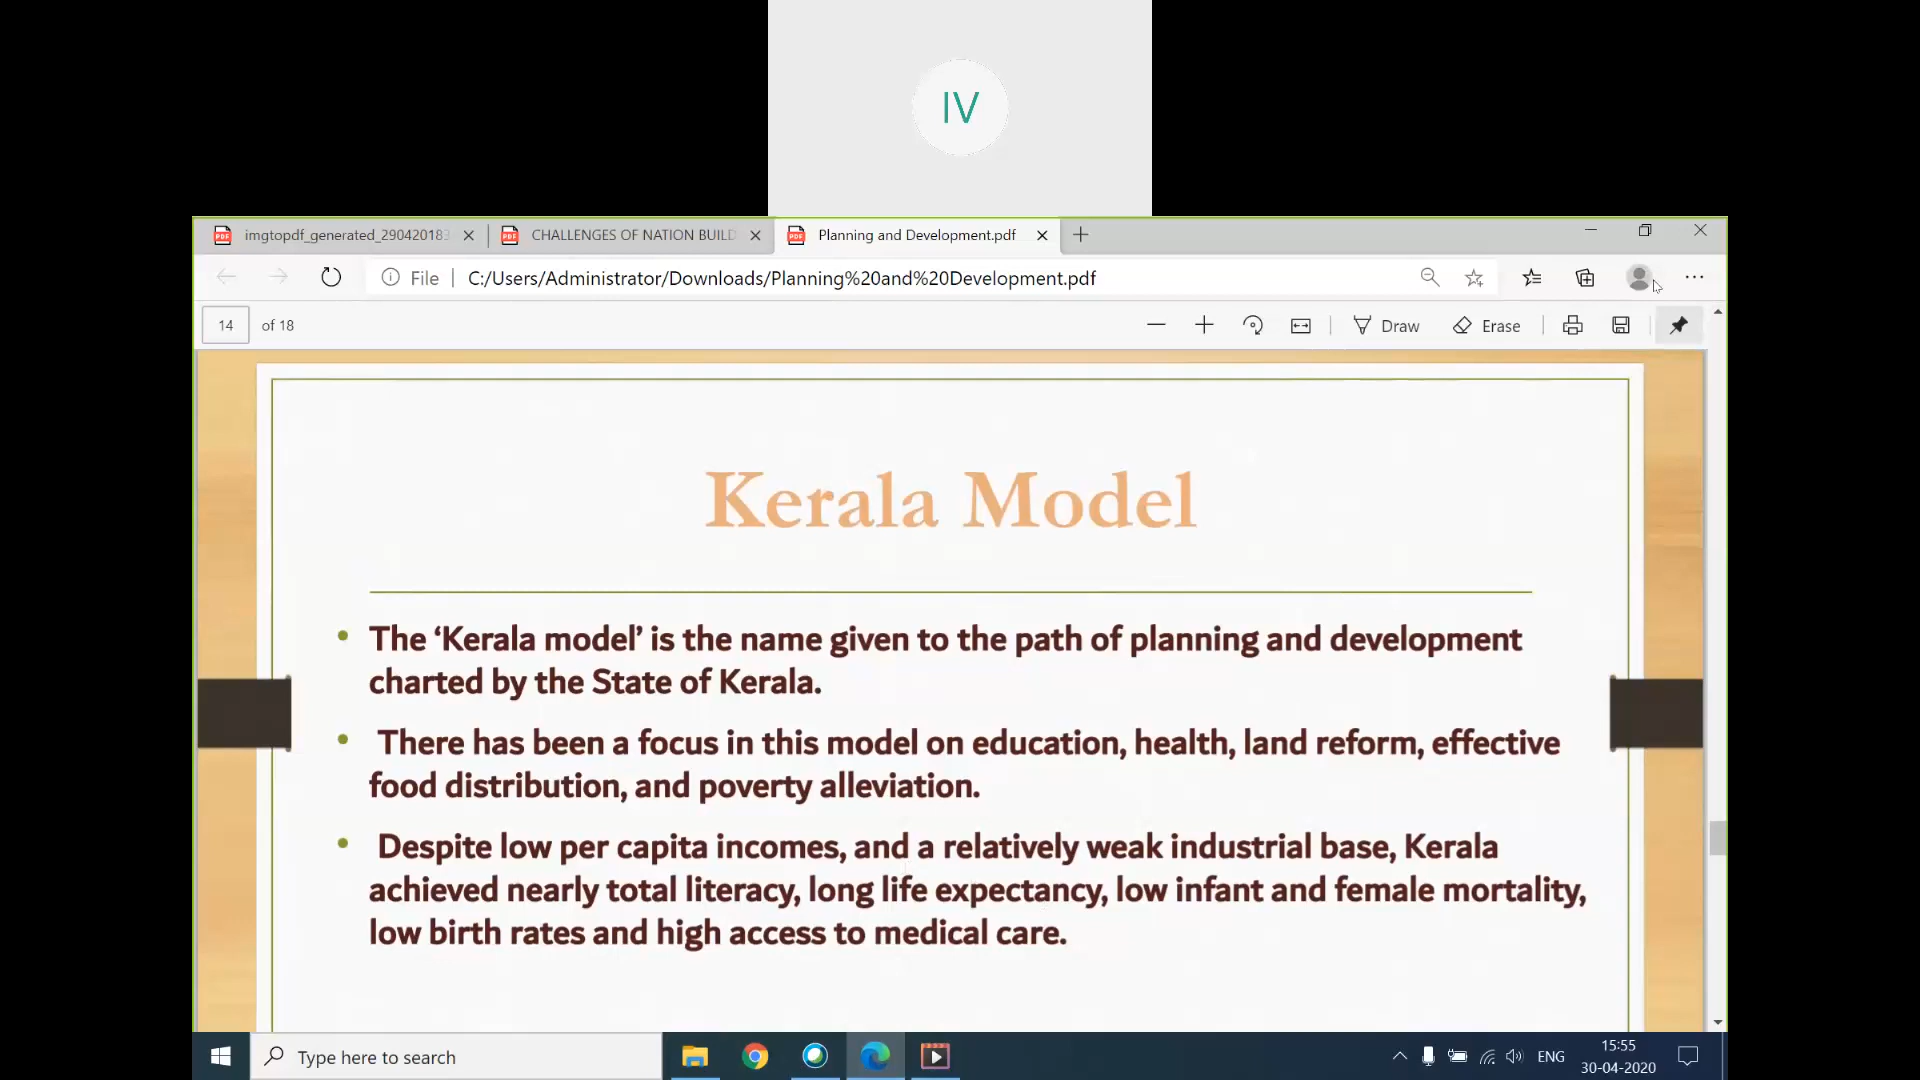 IV
imgtopdf_generated_290420183
CHALLENGES OF NATION BUILD
Planning and Development.pdf
File
C:/Users/Administrator/Downloads/Planning%20and%20Development.pdf
14 of 18
Draw
Erase
Kerala Model
• The ‘Kerala model’ is the name given to the path of planning and development
charted by the State of Kerala.
• There has been a focus in this model on education, health, land reform, effective
food distribution, and poverty alleviation.
• Despite low per capita incomes, and a relatively weak industrial base, Kerala
achieved nearly total literacy, long life expectancy, low infant and female mortality,
low birth rates and high access to medical care.
Type here to search
ENG
15:55
30-04-2020